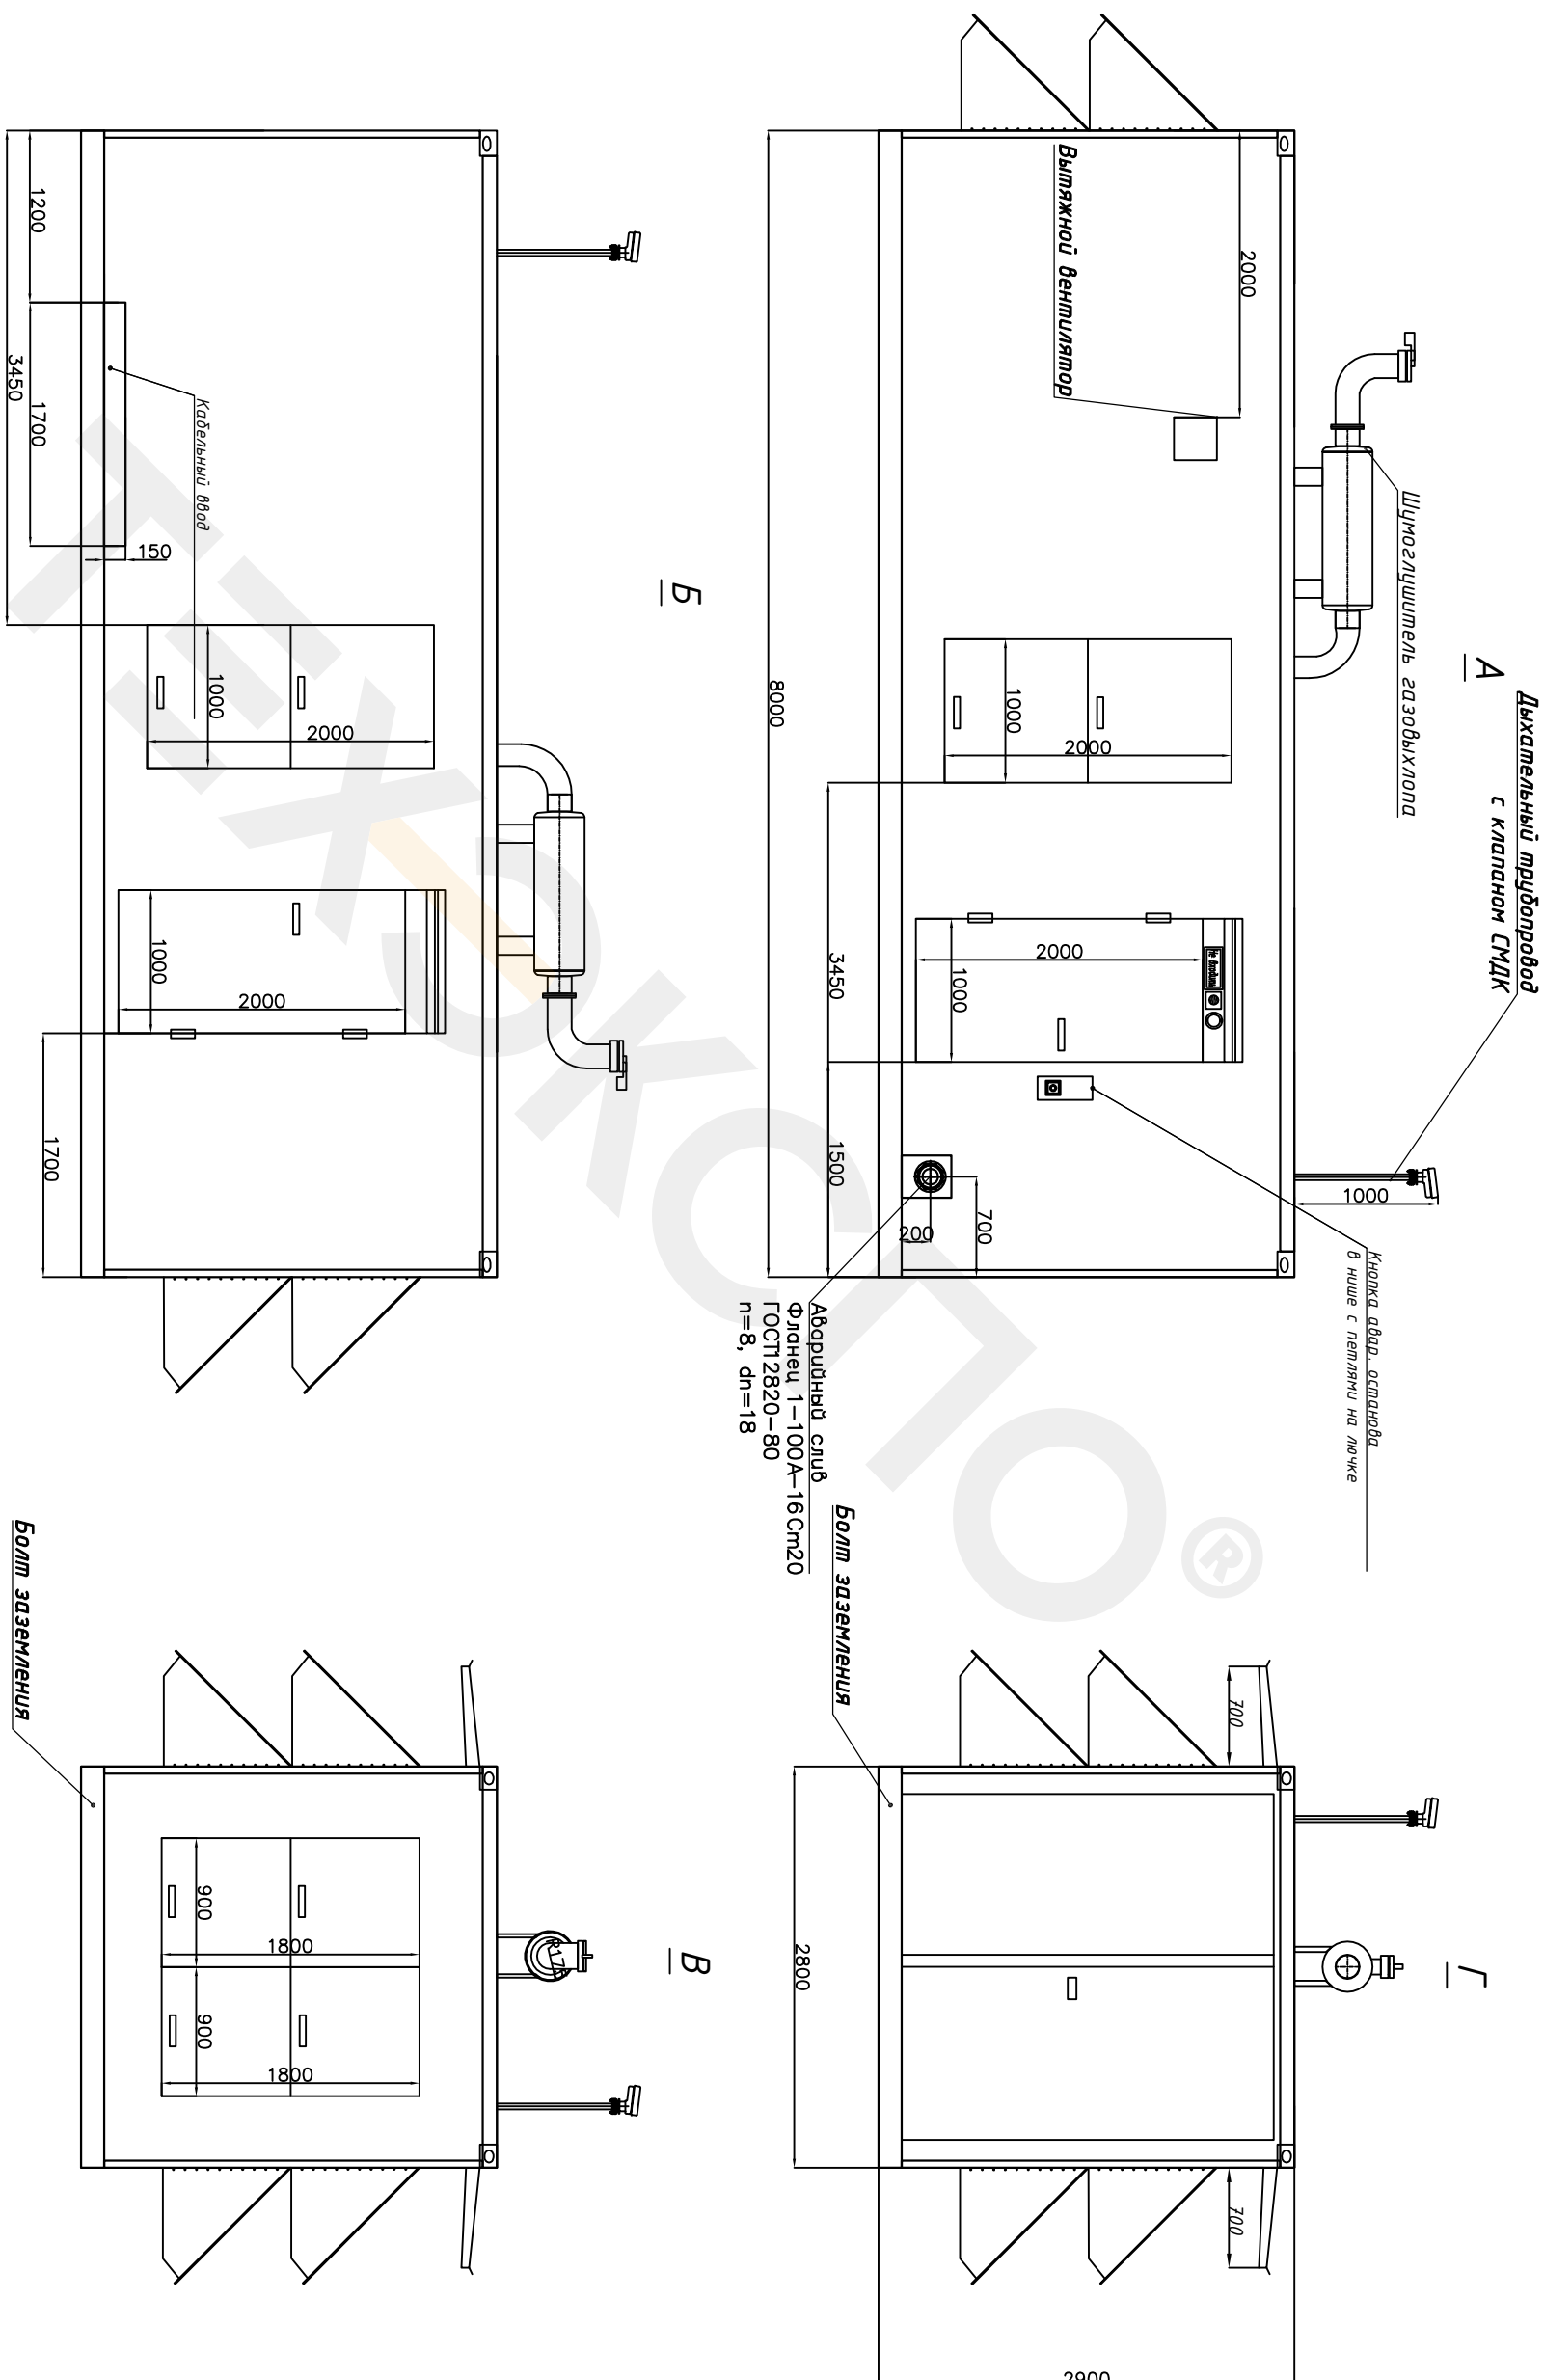 А
Дыхательный трубопровод
с клапаном СМДК
Шумоглушитель газовыхлопа
2000
Вытяжной вентилятор
1000
2000
2000
1000
Не входить
1000
Кнопка авар. останова
в нише с петлями на лючке
700
200
3450
1500
8000
Аварийный слив
Фланец 1-100А-16Ст20
ГОСТ12820-80
n=8, dn=18
Г
700
700
Болт заземления
2800
2900
Б
Кабельный ввод
1200
1700
3450
150
1000
2000
1000
2000
1700
В
900
1800
900
1800
Болт заземления
ТЕХЭКСПО®